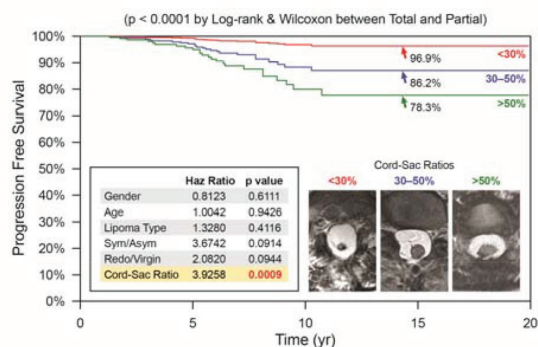 (p < 0.0001 by Log-rank & Wilcoxon between Total and Partial)
Progression Free Survival
100%
90%
80%
70%
60%
50%
40%
30%
20%
10%
0%
96.9%
<30%
86.2%
30–50%
78.3%
>50%
Haz Ratio p value
Gender 0.8123 0.6111
Age 1.0042 0.9426
Lipoma Type 1.3280 0.4116
Sym/Asym 3.6742 0.0914
Redo/Virgin 2.0820 0.0944
Cord-Sac Ratio 3.9258 0.0009
Cord-Sac Ratios
<30% 30–50% >50%
0 5 10 15 20
Time (yr)